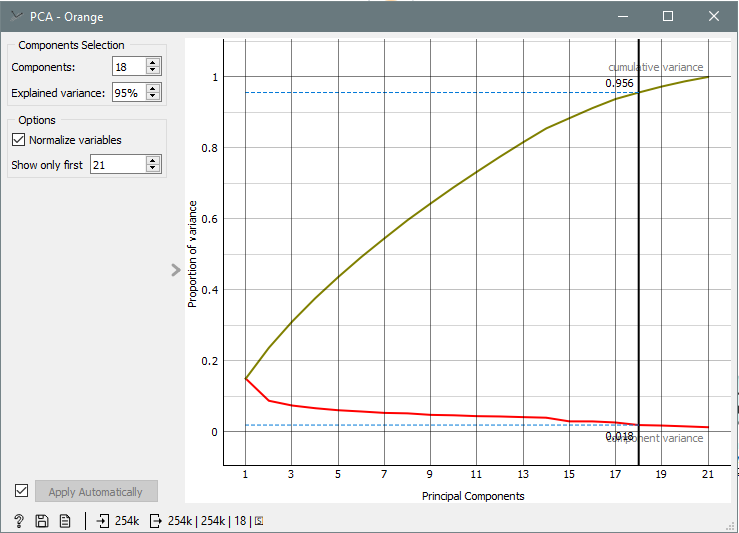 PCA - Orange
Components Selection
Components: 18
Explained variance: 95%
Options
Normalize variables
Show only first 21
Apply Automatically
254k 254k | 254k | 18 |
Proportion of variance
1
0.8
0.6
0.4
0.2
0
cumulative variance
0.956
0.018
component variance
1 3 5 7 9 11 13 15 17 19 21
Principal Components